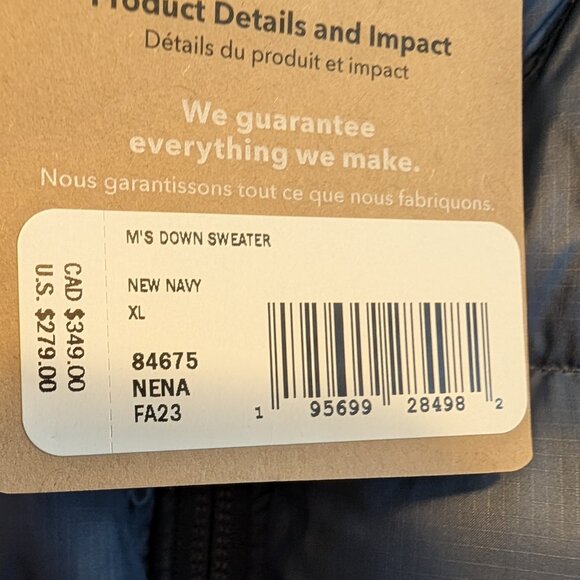 Product Details and Impact
Détails du produit et impact
We guarantee
everything we make.
Nous garantissons tout ce que nous fabriquons.
M'S DOWN SWEATER
NEW NAVY
XL
84675
NENA
FA23
CAD $349.00
U.S. $279.00
1 95699 28498 2